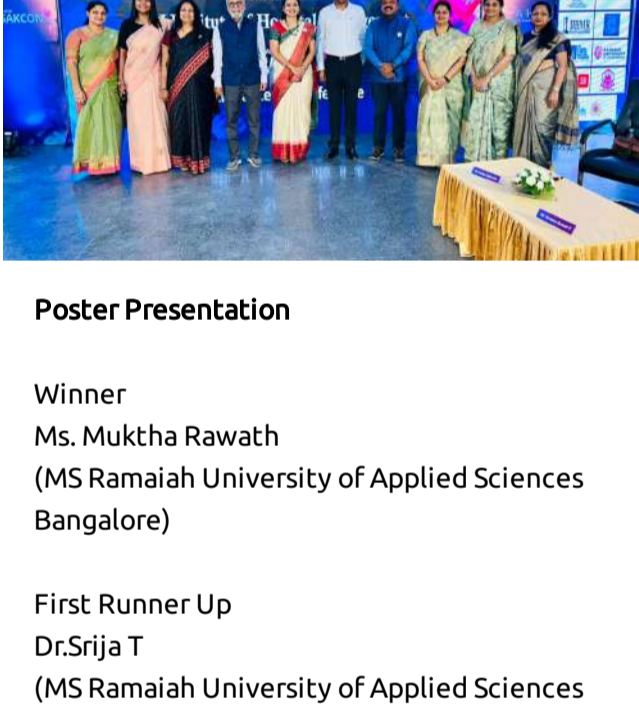 SAKCON
Poster Presentation
Winner
Ms. Muktha Rawath
(MS Ramaiah University of Applied Sciences
Bangalore)
First Runner Up
Dr.Srija T
(MS Ramaiah University of Applied Sciences